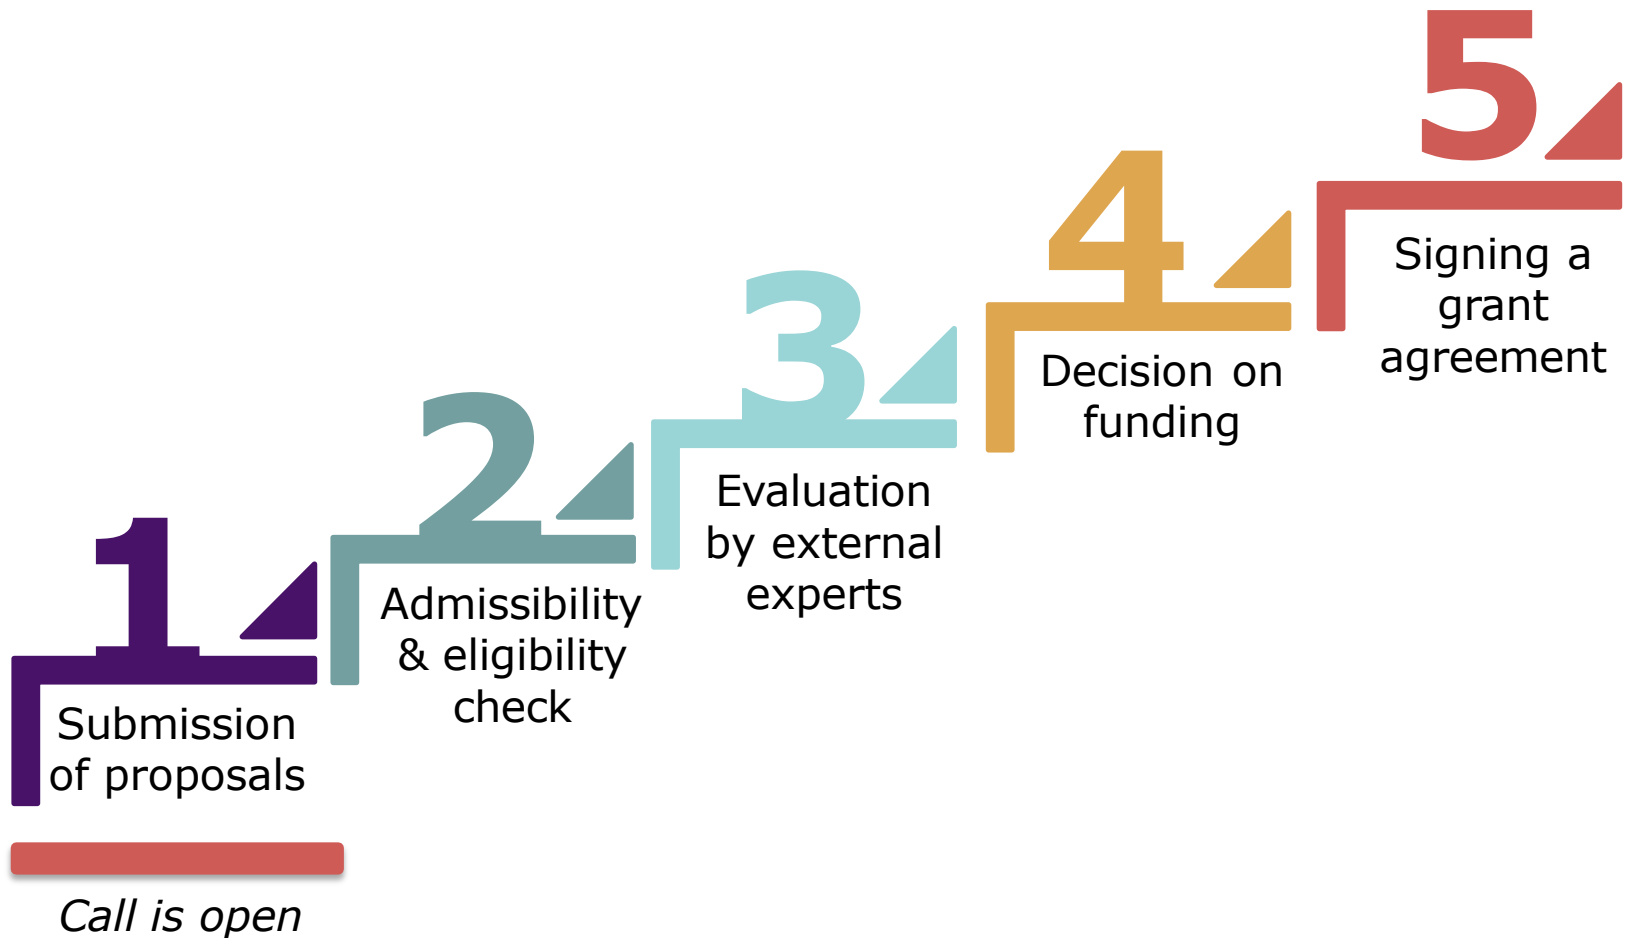 1
Submission
of proposals
Call is open
2
Admissibility
& eligibility
check
3
Evaluation
by external
experts
4
Decision on
funding
5
Signing a
grant
agreement